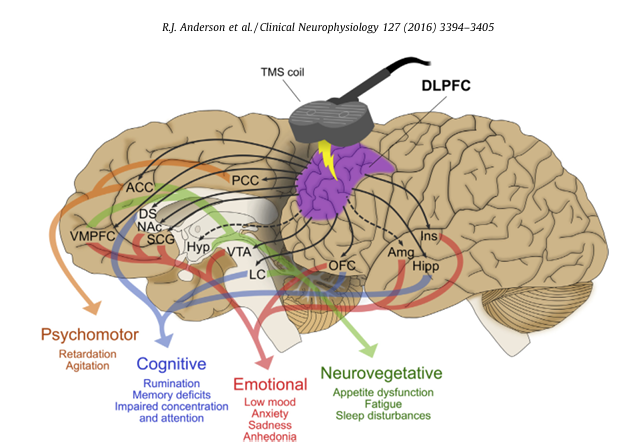 R.J. Anderson et al. / Clinical Neurophysiology 127 (2016) 3394–3405
TMS coil
DLPFC
ACC
PCC
DS
NAc
SCG
VMPFC
Hyp
VTA
LC
OFC
Ins
Amg
Hipp
Psychomotor
Retardation
Agitation
Cognitive
Rumination
Memory deficits
Impaired concentration
and attention
Emotional
Low mood
Anxiety
Sadness
Anhedonia
Neurovegetative
Appetite dysfunction
Fatigue
Sleep disturbances